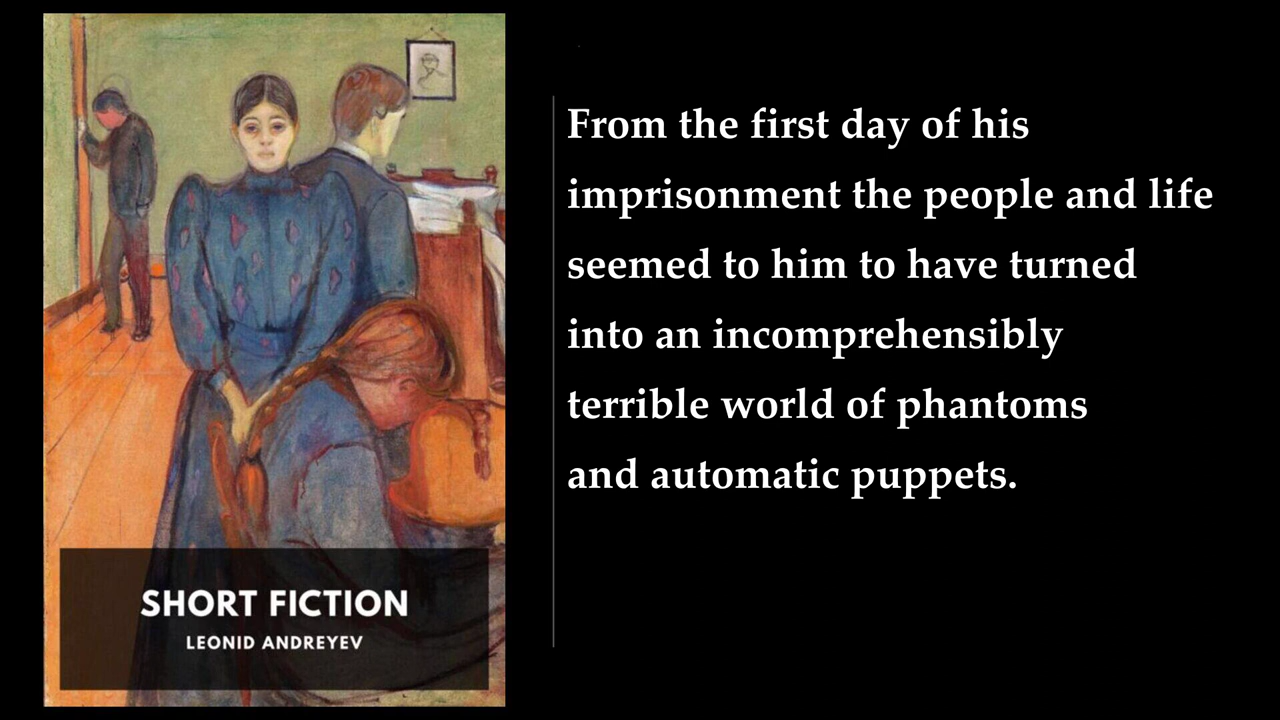 From the first day of his
imprisonment the people and life
seemed to him to have turned
into an incomprehensibly
terrible world of phantoms
and automatic puppets.
SHORT FICTION
LEONID ANDREYEV